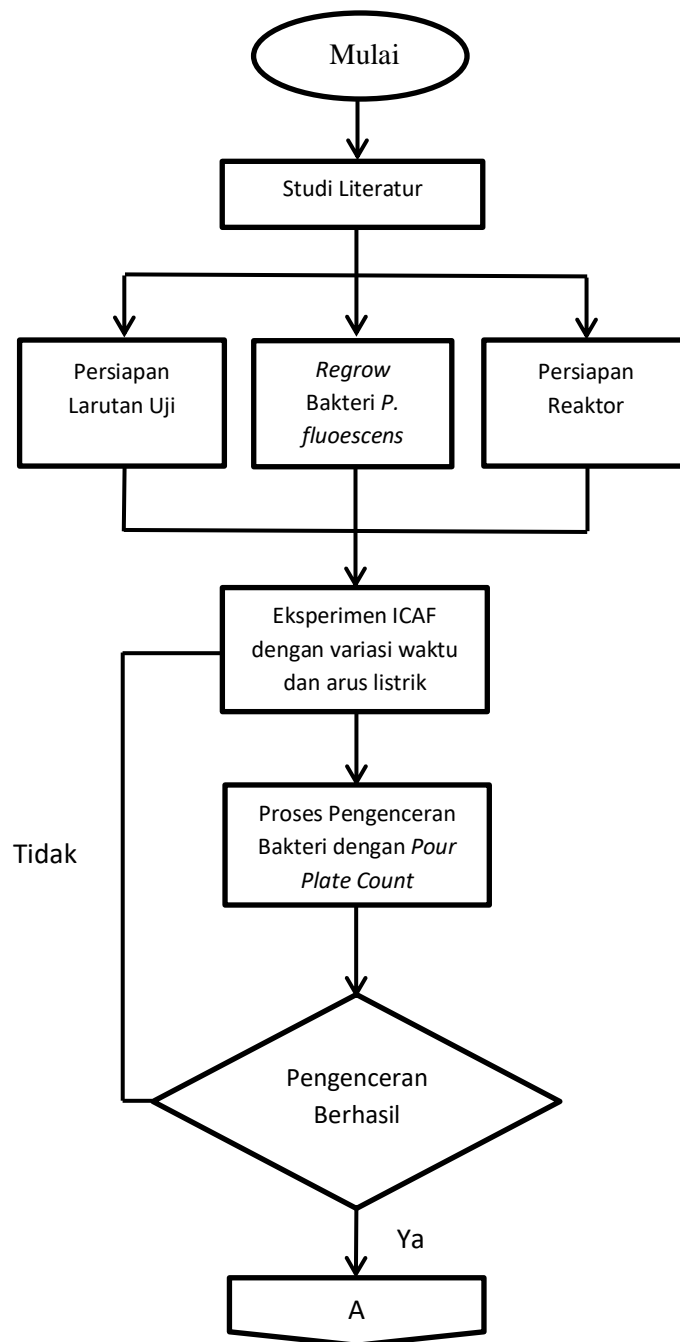 Mulai
Studi Literatur
Persiapan
Larutan Uji
Regrow
Bakteri P.
fluoescens
Persiapan
Reaktor
Eksperimen ICAF
dengan variasi waktu
dan arus listrik
Proses Pengenceran
Bakteri dengan Pour
Plate Count
Tidak
Pengenceran
Berhasil
Ya
A